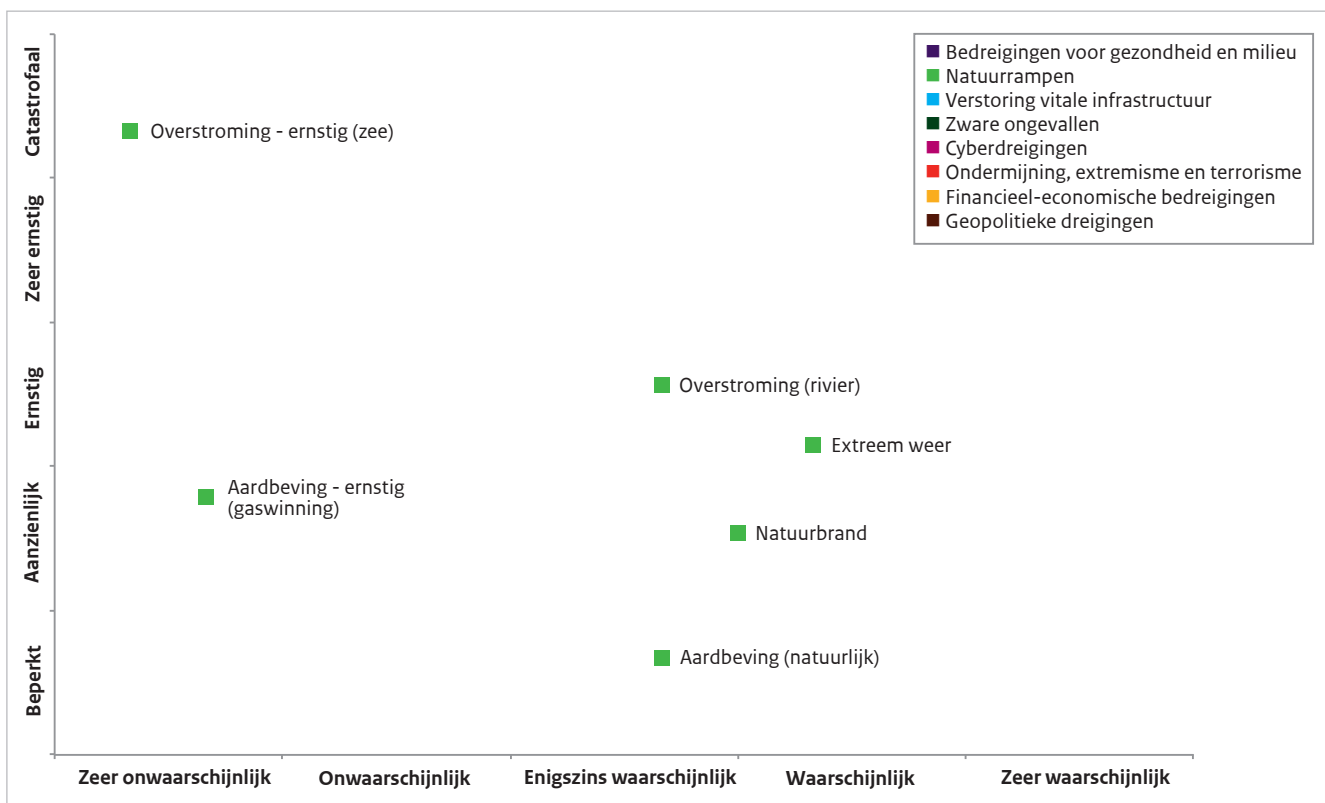 Catastrofaal
Zeer ernstig
Ernstig
Aanzienlijk
Beperkt
Bedreigingen voor gezondheid en milieu
Natuurrampen
Verstoring vitale infrastructuur
Zware ongevallen
Cyberdreigingen
Ondermijning, extremisme en terrorisme
Financieel-economische bedreigingen
Geopolitieke dreigingen
Overstroming - ernstig (zee)
Overstroming (rivier)
Extreem weer
Aardbeving - ernstig
(gaswinning)
Natuurbrand
Aardbeving (natuurlijk)
Zeer onwaarschijnlijk
Onwaarschijnlijk
Enigszins waarschijnlijk
Waarschijnlijk
Zeer waarschijnlijk